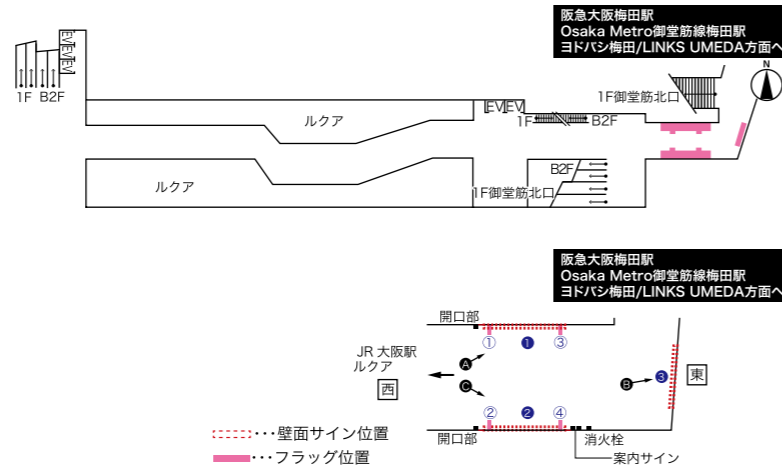 阪急大阪梅田駅
Osaka Metro御堂筋線梅田駅
ヨドバシ梅田/LINKS UMEDA方面へ
N
EV EV EV
1F B2F
1F御堂筋北口
EV EV
1F B2F
ルクア
B2F
ルクア
1F御堂筋北口
阪急大阪梅田駅
Osaka Metro御堂筋線梅田駅
ヨドバシ梅田/LINKS UMEDA方面へ
開口部
① ❶ ③
JR 大阪駅
ルクア
A
西
C
B ❸ 東
② ❷ ④
開口部
消火栓
案内サイン
・・・壁面サイン位置
・・・フラッグ位置